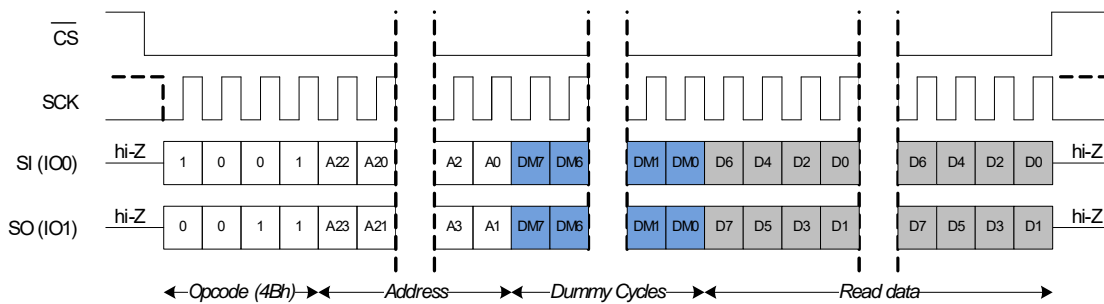 CS
SCK
SI (IO0) hi-Z 1 0 0 1 A22 A20 A2 A0 DM7 DM6 DM1 DM0 D6 D4 D2 D0 D6 D4 D2 D0 hi-Z
SO (IO1) hi-Z 0 0 1 1 A23 A21 A3 A1 DM7 DM6 DM1 DM0 D7 D5 D3 D1 D7 D5 D3 D1 hi-Z
Opcode (4Bh) Address Dummy Cycles Read data